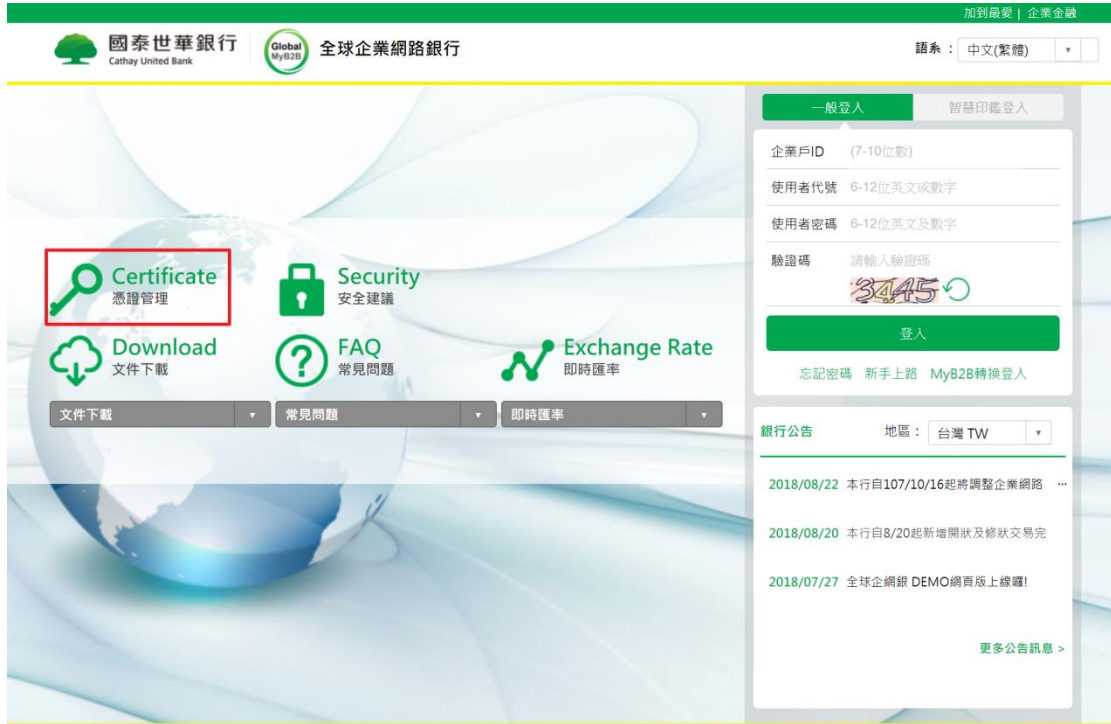 加到最愛 | 企業金融
國泰世華銀行
Cathay United Bank
Global
MyB2B
全球企業網路銀行
語系 : 中文(繁體)
一般登入
智慧印鑑登入
企業戶ID (7-10位數)
使用者代號 6-12位英文或數字
使用者密碼 6-12位英文及數字
驗證碼 請輸入驗證碼
3445
登入
忘記密碼 新手上路 MyB2B轉換登入
Certificate
憑證管理
Security
安全建議
Download
文件下載
FAQ
常見問題
Exchange Rate
即時匯率
文件下載
常見問題
即時匯率
銀行公告 地區: 台灣 TW
2018/08/22 本行自107/10/16起將調整企業網路 ...
2018/08/20 本行自8/20起新增開狀及修狀交易完
2018/07/27 全球企網銀 DEMO網頁版上線囉!
更多公告訊息 >